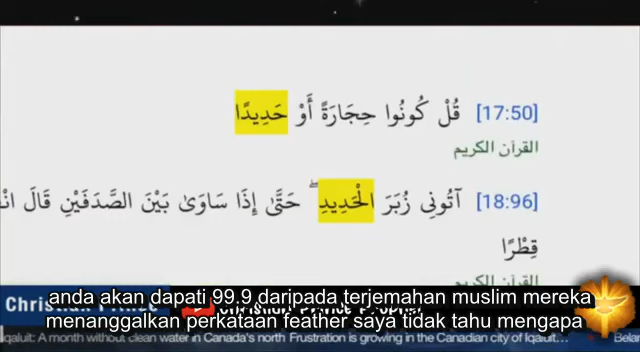 قُلْ كُونُوا حِجَارَةً أَوْ حَدِيدًا [17:50]
القرآن الكريم
آتُونِي زُبَرَ الْحَدِيدِ ۖ حَتَّىٰ إِذَا سَاوَىٰ بَيْنَ الصَّدَفَيْنِ قَالَ [18:96]
قِطْرًا
القرآن الكريم
anda akan dapati 99.9 daripada terjemahan muslim mereka
menanggalkan perkataan feather saya tidak tahu mengapa
Christian Prince
Iqaluit: A month without clean water in Canada's north Frustration is growing in the Canadian city of Iqaluit...